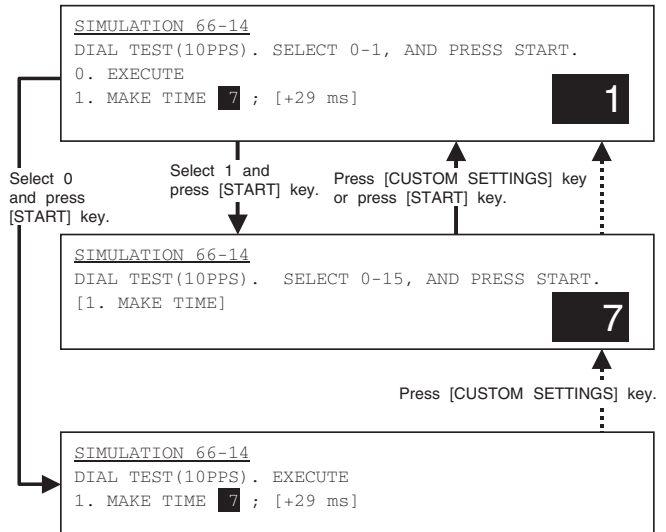 SIMULATION 66-14
DIAL TEST(10PPS). SELECT 0-1, AND PRESS START.
0. EXECUTE
1. MAKE TIME 7 ; [+29 ms]
1
Select 0
and press
[START] key.
Select 1 and
press [START] key.
Press [CUSTOM SETTINGS] key
or press [START] key.
SIMULATION 66-14
DIAL TEST(10PPS). SELECT 0-15, AND PRESS START.
[1. MAKE TIME]
7
Press [CUSTOM SETTINGS] key.
SIMULATION 66-14
DIAL TEST(10PPS). EXECUTE
1. MAKE TIME 7 ; [+29 ms]